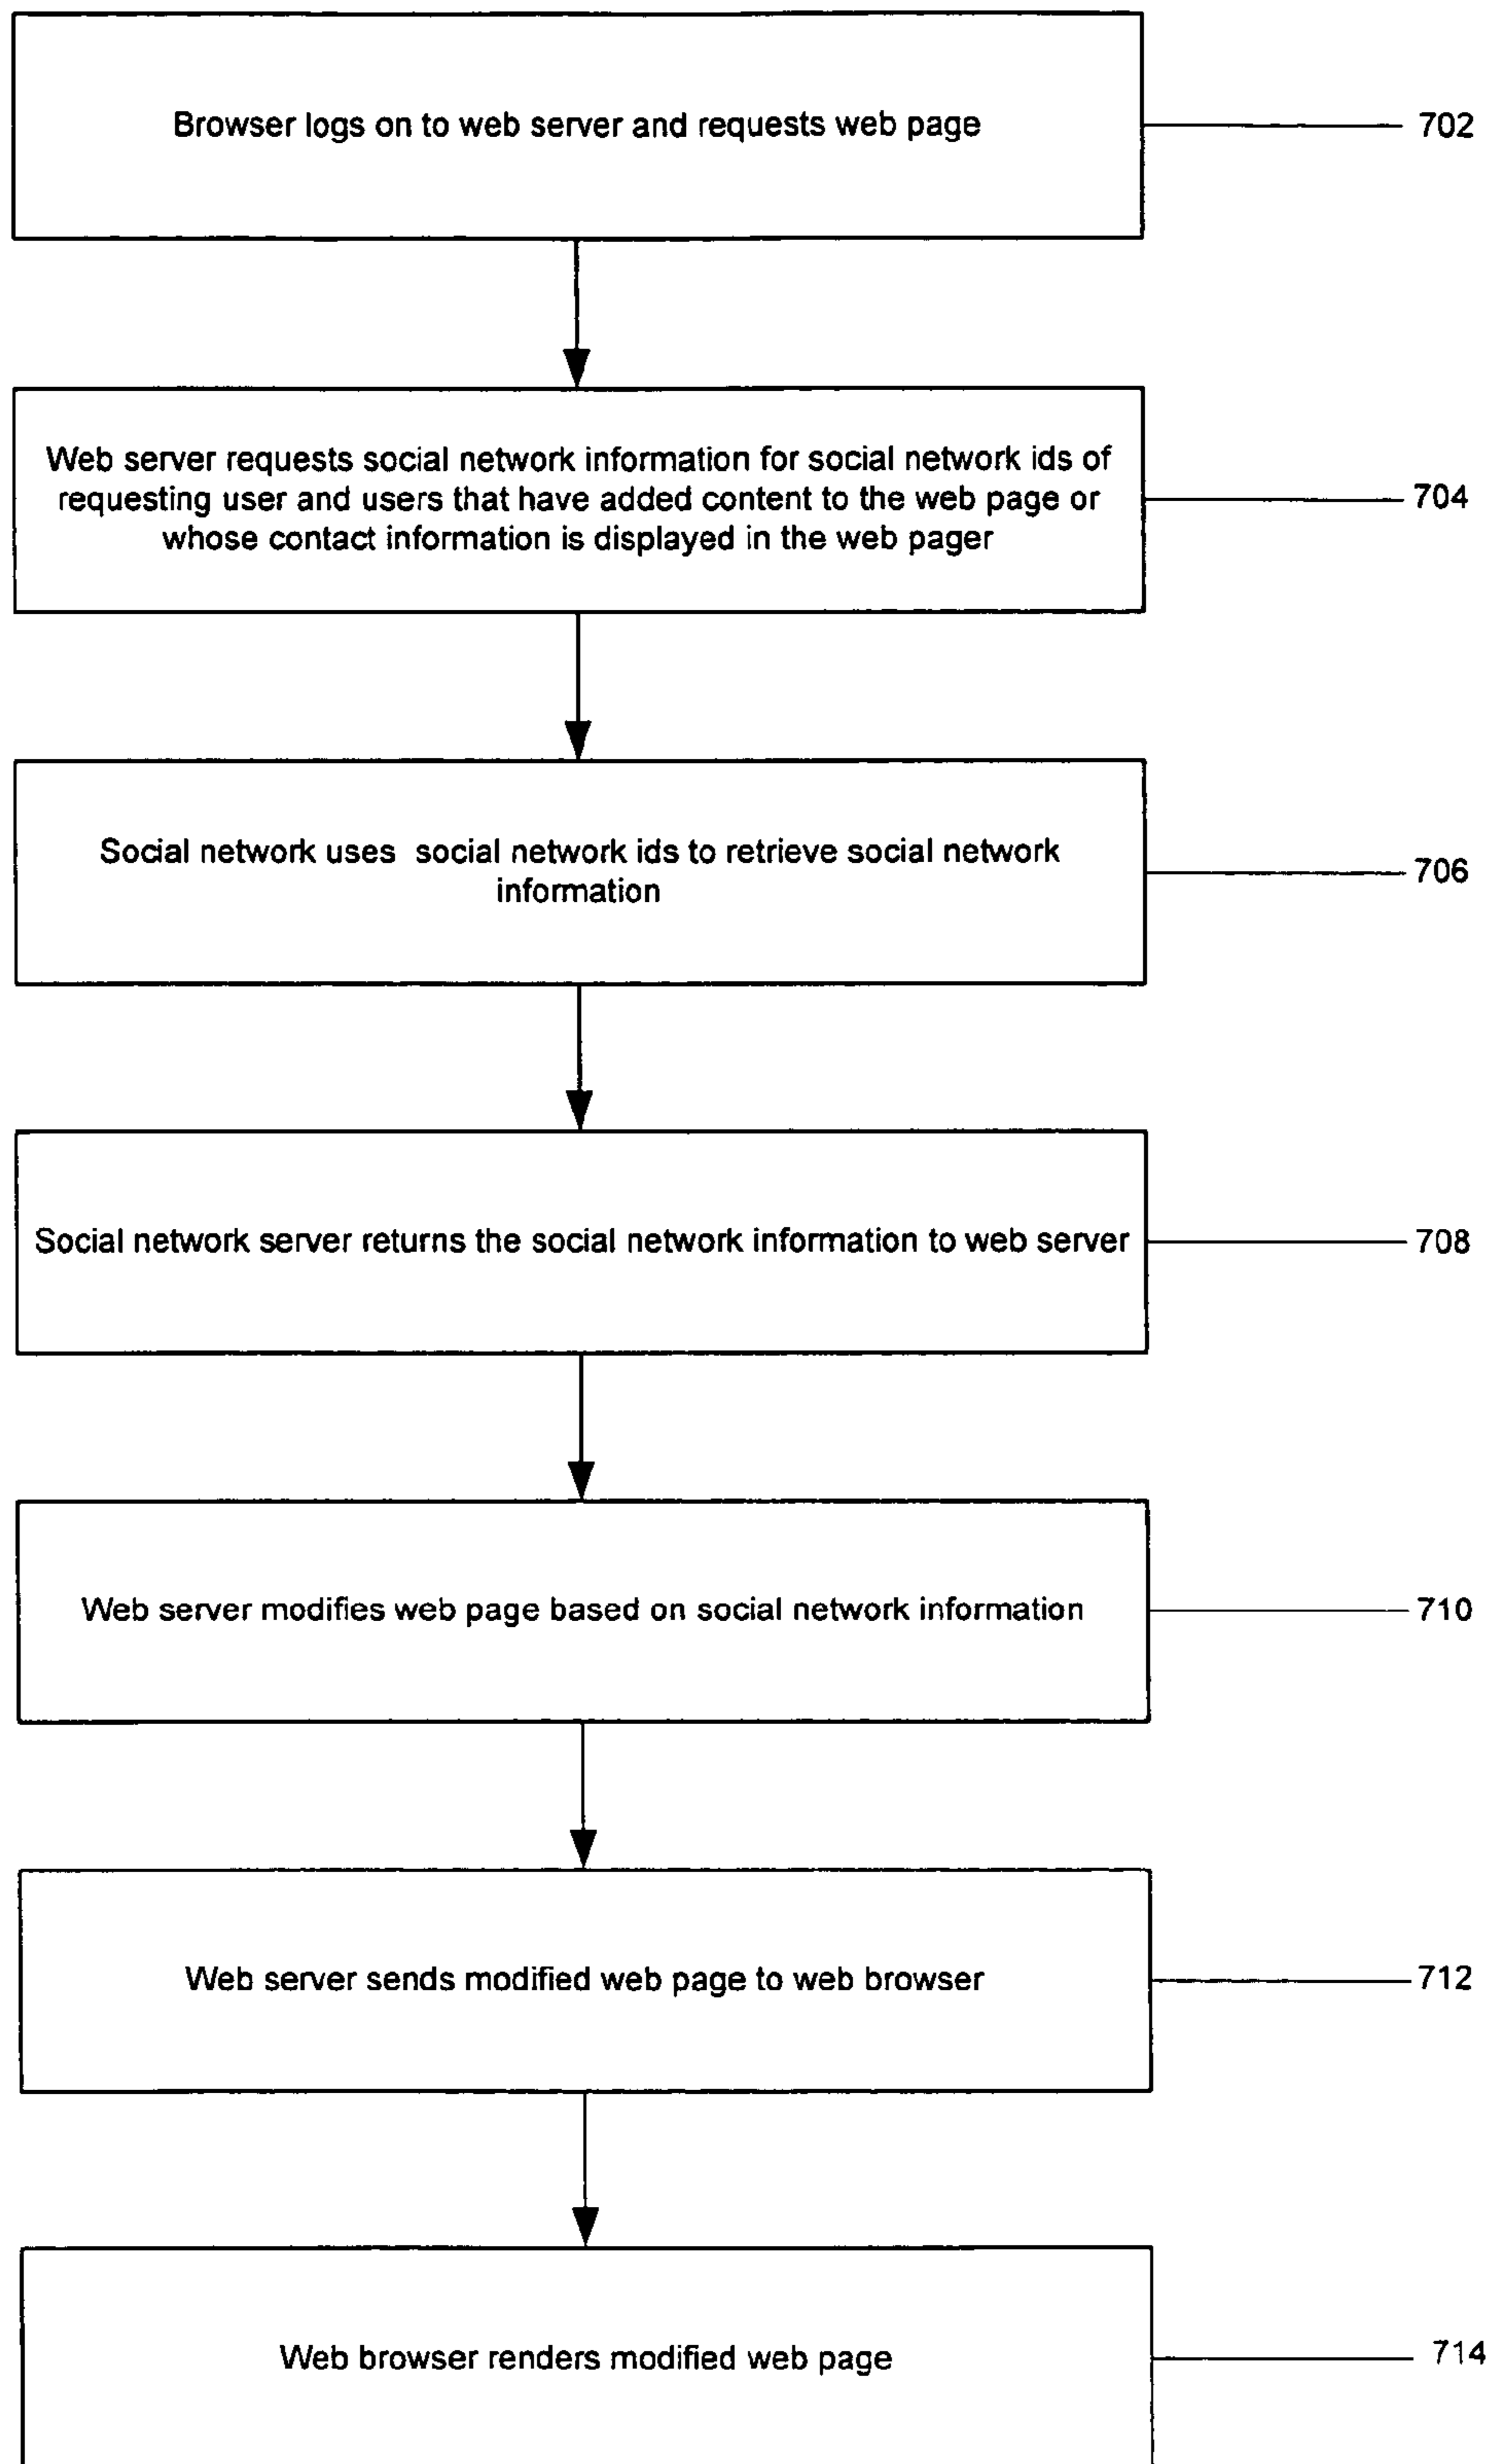 Browser logs on to web server and requests web page
702
Web server requests social network information for social network ids of
requesting user and users that have added content to the web page or
whose contact information is displayed in the web pager
704
Social network uses social network ids to retrieve social network
information
706
Social network server returns the social network information to web server
708
Web server modifies web page based on social network information
710
Web server sends modified web page to web browser
712
Web browser renders modified web page
714